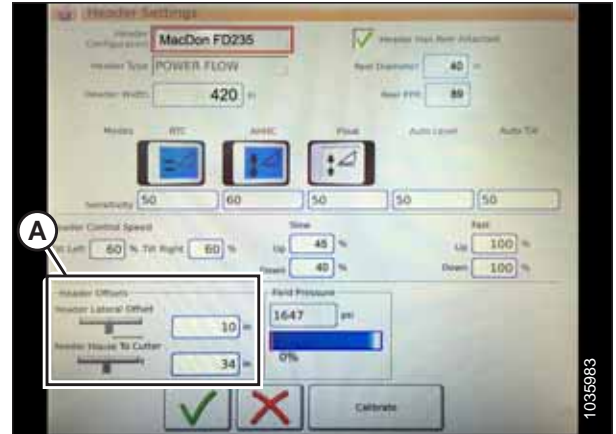 Header Settings
Header Configuration MacDon FD235 Header Has Reel Attached
Header Type POWER FLOW Reel Diameter 40 in
Header Width 420 in Reel PPR 89
Modes RTC AHHC Float Auto Level Auto Tilt
Sensitivity 50 60 50 50 50
A
Header Control Speed Slow Fast
Tilt Left 60 % Tilt Right 60 % Up 45 % Up 100 %
Down 40 % Down 100 %
Header Offsets Field Pressure
Header Lateral Offset
10 in 1647 psi
Feeder House To Cutter
34 in 0%
Calibrate
1035983